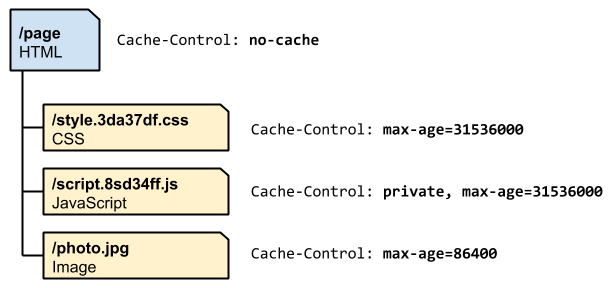 /page
HTML
Cache-Control: no-cache
/style.3da37df.css
CSS
Cache-Control: max-age=31536000
/script.8sd34ff.js
JavaScript
Cache-Control: private, max-age=31536000
/photo.jpg
Image
Cache-Control: max-age=86400